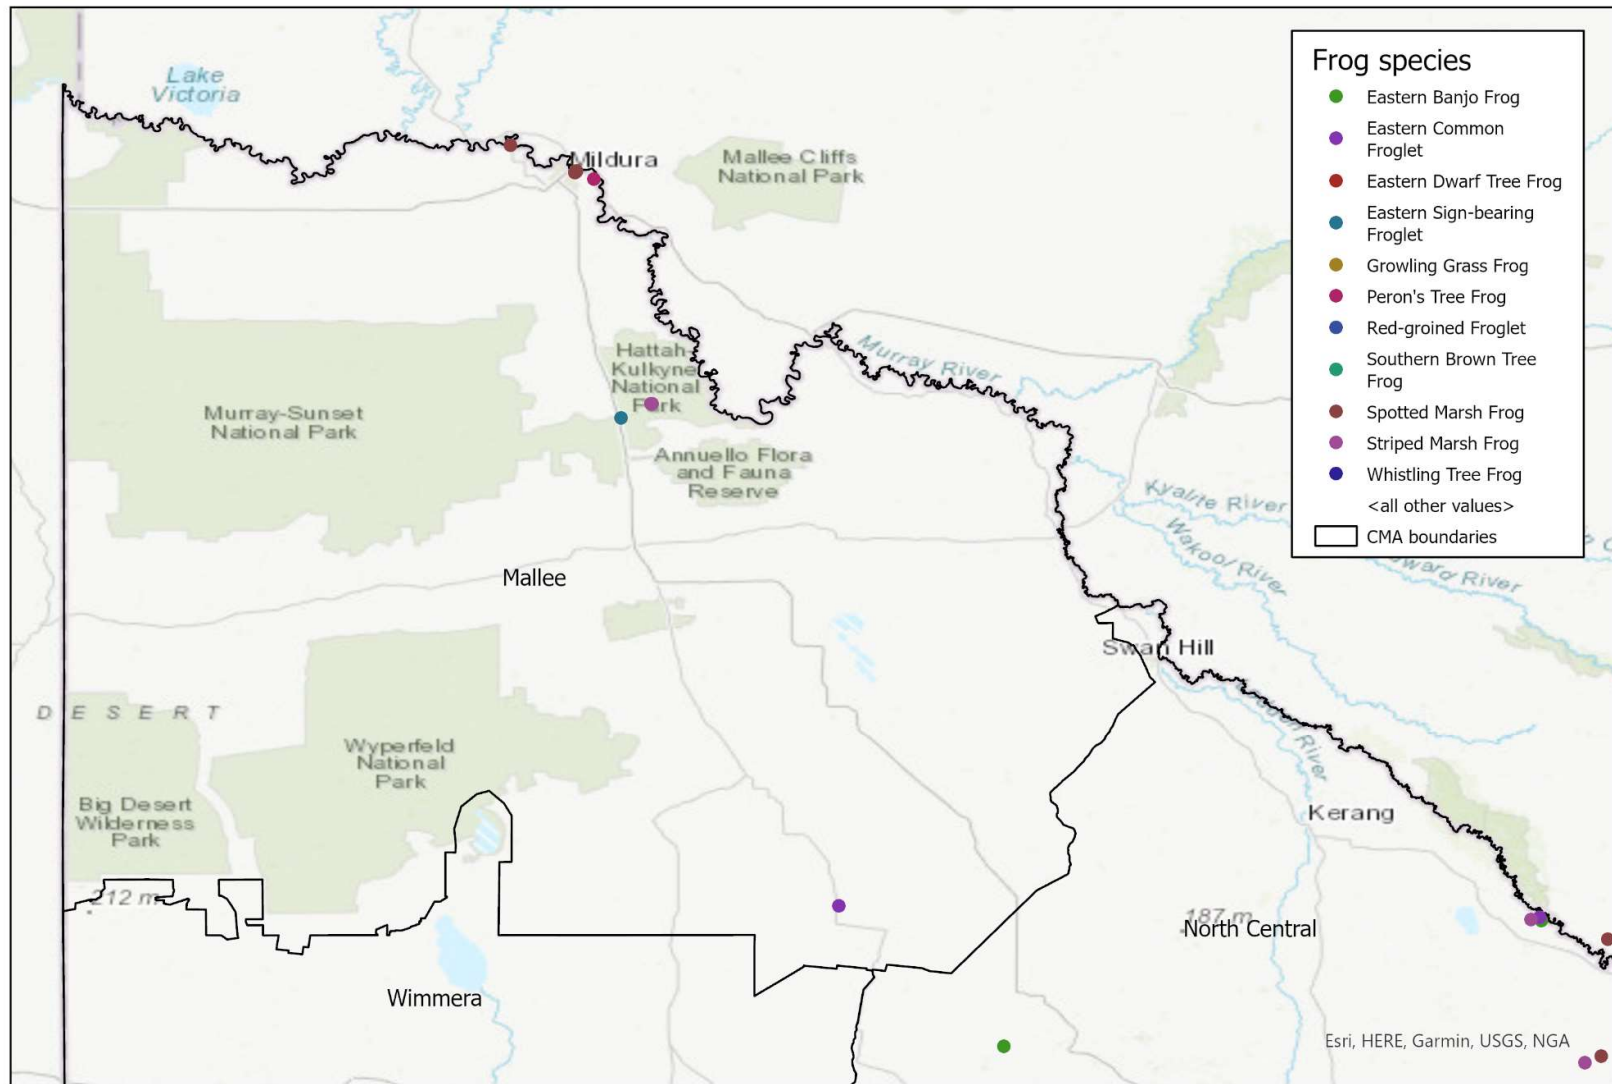 Frog species
Eastern Banjo Frog
Eastern Common
Froglet
Eastern Dwarf Tree Frog
Eastern Sign-bearing
Froglet
Growling Grass Frog
Peron's Tree Frog
Red-groined Froglet
Southern Brown Tree
Frog
Spotted Marsh Frog
Striped Marsh Frog
Whistling Tree Frog
<all other values>
CMA boundaries
Lake
Victoria
Mildura
Mallee Cliffs
National Park
Murray River
Hattah-
Kulkyne
National
Park
Murray-Sunset
National Park
Annuello Flora
and Fauna
Reserve
Kyalite River
Wakool River
River
Mallee
Swan Hill
DESERT
Wyperfeld
National
Park
Big Desert
Wilderness
Park
River
Kerang
212 m
187 m
North Central
Wimmera
Esri, HERE, Garmin, USGS, NGA